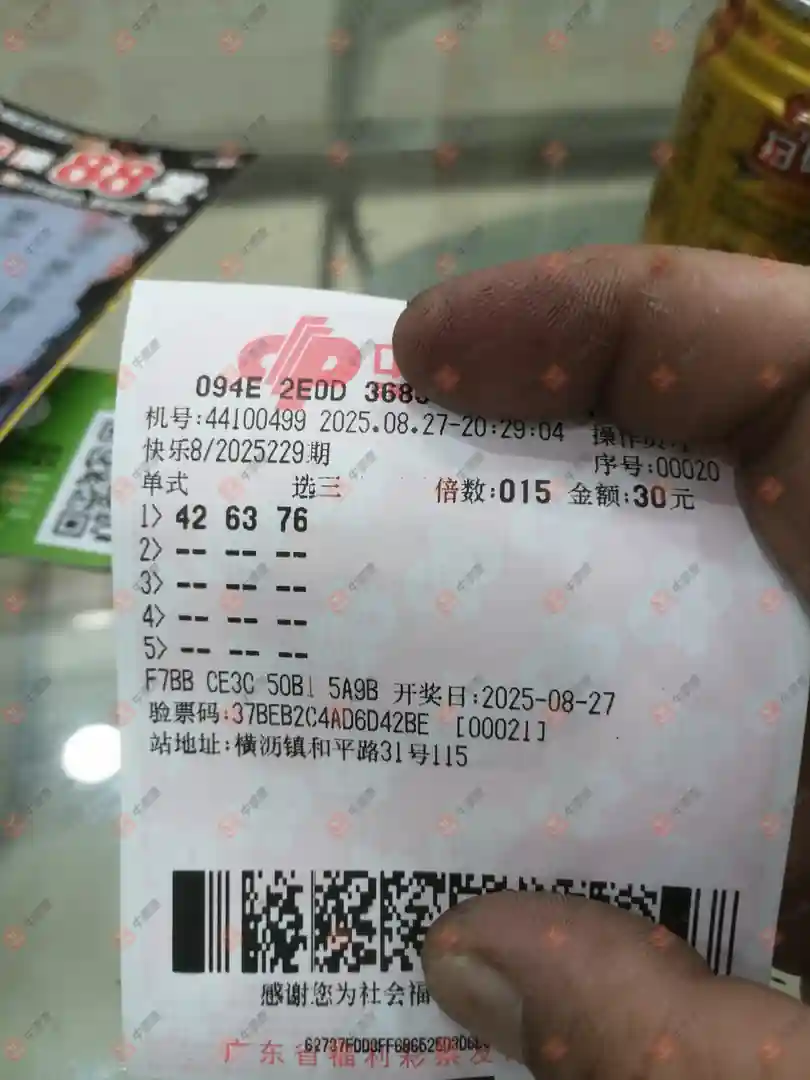 88
094E 2E0D 368
机号:44100499 2025.08.27-20:29:04
快乐8/2025229期
序号:00020
单式 选三 倍数:015 金额:30元
1> 42 63 76
2> -- -- --
3> -- -- --
4> -- -- --
5> -- -- --
F7BB CE3C 50B1 5A9B 开奖日:2025-08-27
验票码:37BEB2C4AD6D42BE [00021]
站地址:横沥镇和平路31号115
感谢您为社会福
广东省福利彩票发